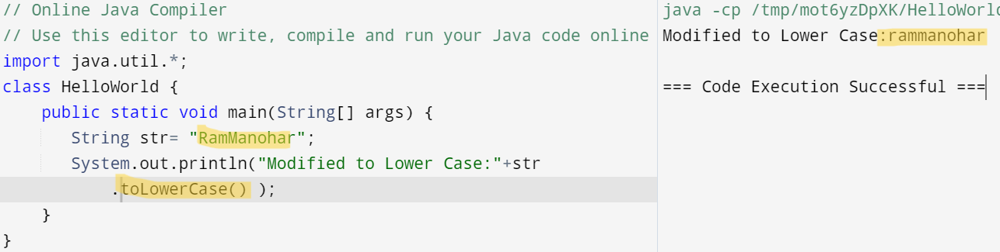 // Online Java Compiler
// Use this editor to write, compile and run your Java code online
import java.util.*;
class HelloWorld {
    public static void main(String[] args) {
       String str= "RamManohar";
       System.out.println("Modified to Lower Case:"+str
           .toLowerCase() );
    }
}
java -cp /tmp/mot6yzDpXK/HelloWorld
Modified to Lower Case:rammanohar
=== Code Execution Successful ===